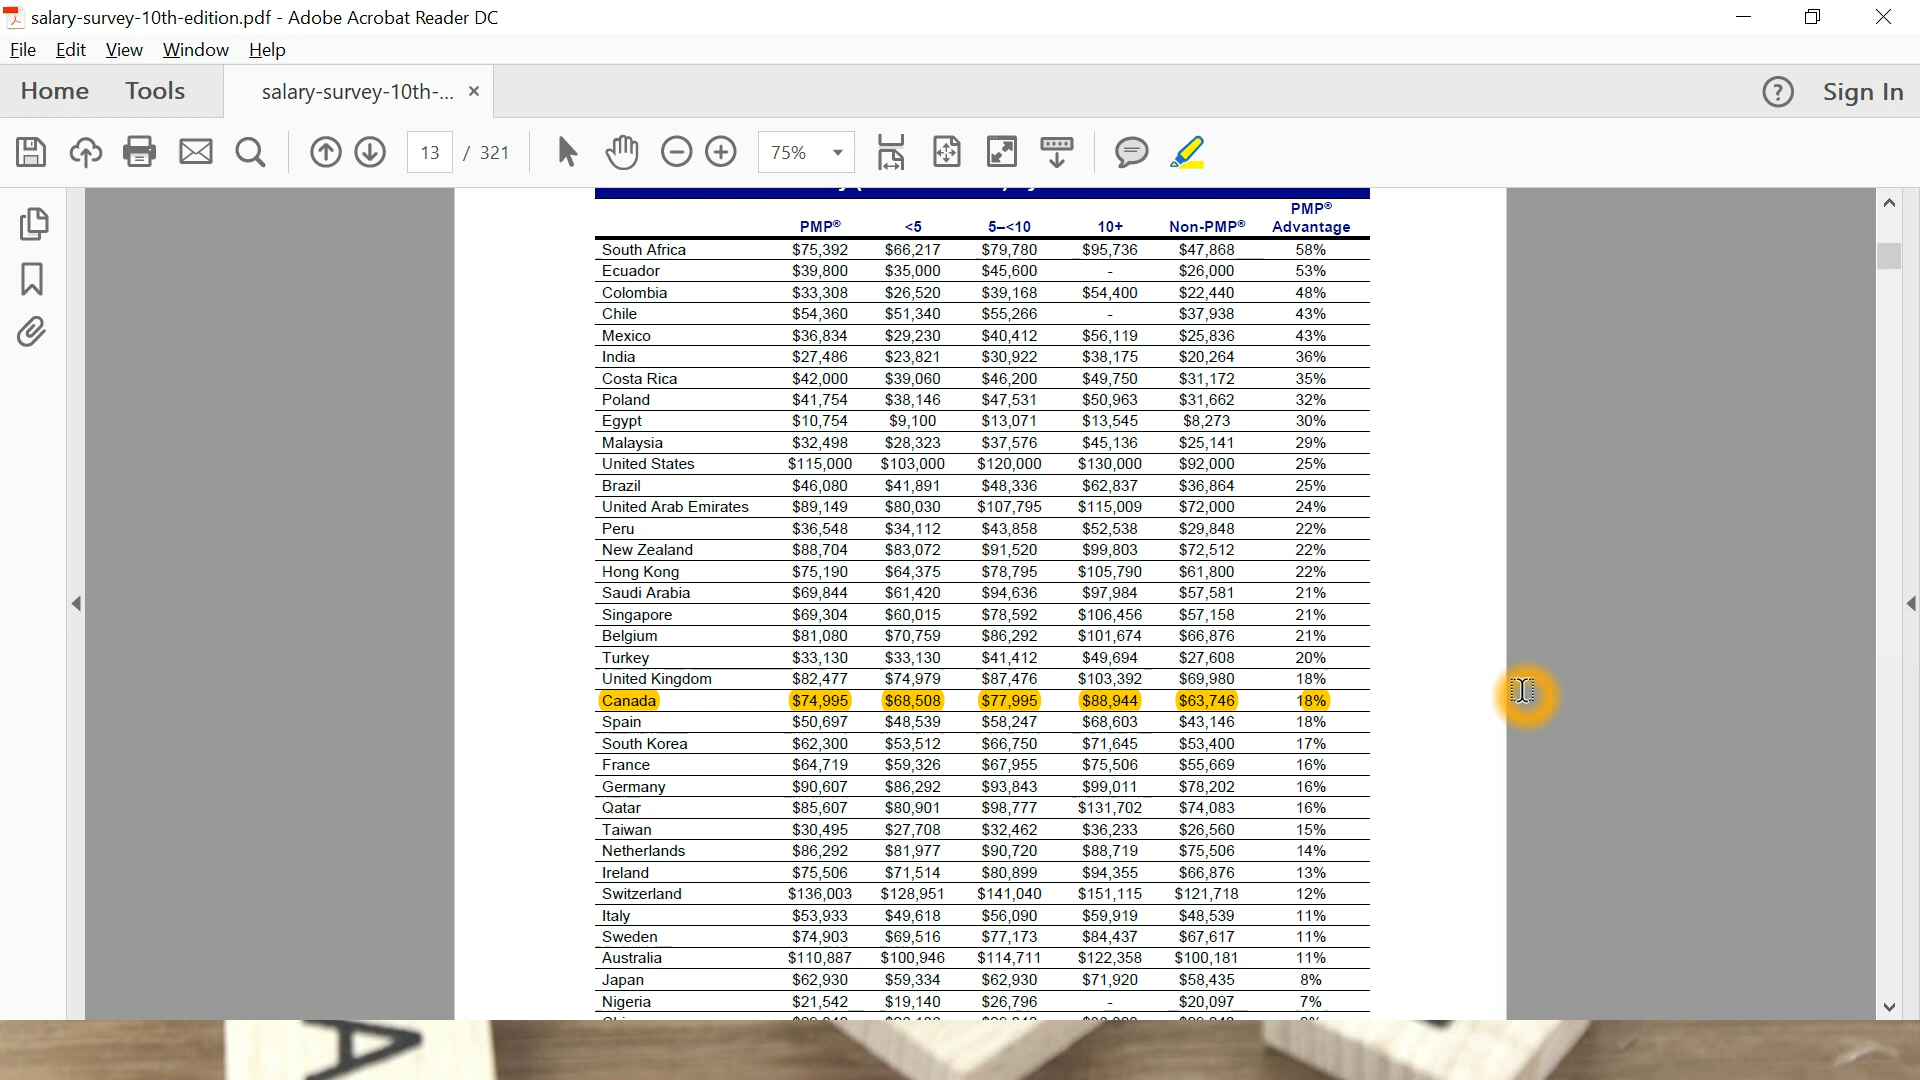 salary-survey-10th-edition.pdf - Adobe Acrobat Reader DC
File Edit View Window Help
Home Tools salary-survey-10th-... × ? Sign In
13 / 321 75%
PMP® <5 5–<10 10+ Non-PMP® PMP® Advantage
South Africa $75,392 $66,217 $79,780 $95,736 $47,868 58%
Ecuador $39,800 $35,000 $45,600 - $26,000 53%
Colombia $33,308 $26,520 $39,168 $54,400 $22,440 48%
Chile $54,360 $51,340 $55,266 - $37,938 43%
Mexico $36,834 $29,230 $40,412 $56,119 $25,836 43%
India $27,486 $23,821 $30,922 $38,175 $20,264 36%
Costa Rica $42,000 $39,060 $46,200 $49,750 $31,172 35%
Poland $41,754 $38,146 $47,531 $50,963 $31,662 32%
Egypt $10,754 $9,100 $13,071 $13,545 $8,273 30%
Malaysia $32,498 $28,323 $37,576 $45,136 $25,141 29%
United States $115,000 $103,000 $120,000 $130,000 $92,000 25%
Brazil $46,080 $41,891 $48,336 $62,837 $36,864 25%
United Arab Emirates $89,149 $80,030 $107,795 $115,009 $72,000 24%
Peru $36,548 $34,112 $43,858 $52,538 $29,848 22%
New Zealand $88,704 $83,072 $91,520 $99,803 $72,512 22%
Hong Kong $75,190 $64,375 $78,795 $105,790 $61,800 22%
Saudi Arabia $69,844 $61,420 $94,636 $97,984 $57,581 21%
Singapore $69,304 $60,015 $78,592 $106,456 $57,158 21%
Belgium $81,080 $70,759 $86,292 $101,674 $66,876 21%
Turkey $33,130 $33,130 $41,412 $49,694 $27,608 20%
United Kingdom $82,477 $74,979 $87,476 $103,392 $69,980 18%
Canada $74,995 $68,508 $77,995 $88,944 $63,746 18%
Spain $50,697 $48,539 $58,247 $68,603 $43,146 18%
South Korea $62,300 $53,512 $66,750 $71,645 $53,400 17%
France $64,719 $59,326 $67,955 $75,506 $55,669 16%
Germany $90,607 $86,292 $93,843 $99,011 $78,202 16%
Qatar $85,607 $80,901 $98,777 $131,702 $74,083 16%
Taiwan $30,495 $27,708 $32,462 $36,233 $26,560 15%
Netherlands $86,292 $81,977 $90,720 $88,719 $75,506 14%
Ireland $75,506 $71,514 $80,899 $94,355 $66,876 13%
Switzerland $136,003 $128,951 $141,040 $151,115 $121,718 12%
Italy $53,933 $49,618 $56,090 $59,919 $48,539 11%
Sweden $74,903 $69,516 $77,173 $84,437 $67,617 11%
Australia $110,887 $100,946 $114,711 $122,358 $100,181 11%
Japan $62,930 $59,334 $62,930 $71,920 $58,435 8%
Nigeria $21,542 $19,140 $26,796 - $20,097 7%
A